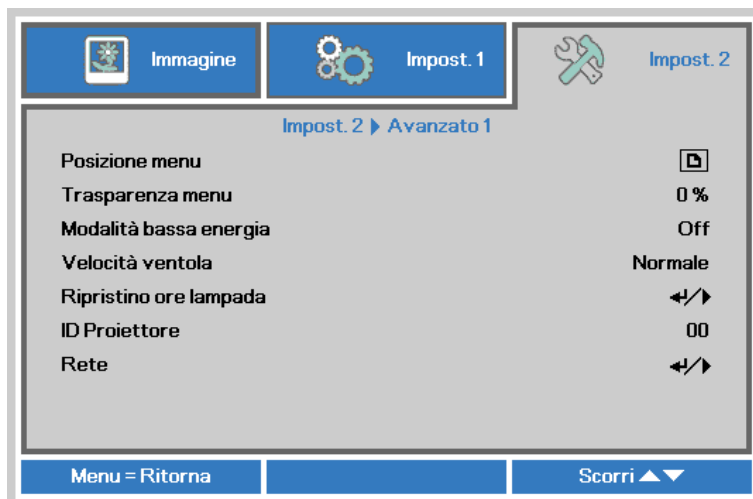 Immagine
Impost. 1
Impost. 2
Impost. 2 ▶ Avanzato 1
Posizione menu
Trasparenza menu 0 %
Modalità bassa energia Off
Velocità ventola Normale
Ripristino ore lampada ↵/▶
ID Proiettore 00
Rete ↵/▶
Menu = Ritorna
Scorri ▲▼